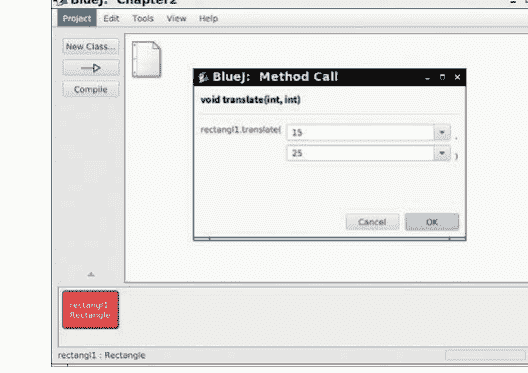 BlueJ: Chapter2
Project Edit Tools View Help
New Class...
Compile
BlueJ: Method Call
void translate(int, int)
rectangl1.translate( 15 ,
25 )
Cancel OK
rectangl1
Rectangle
rectangl1 : Rectangle